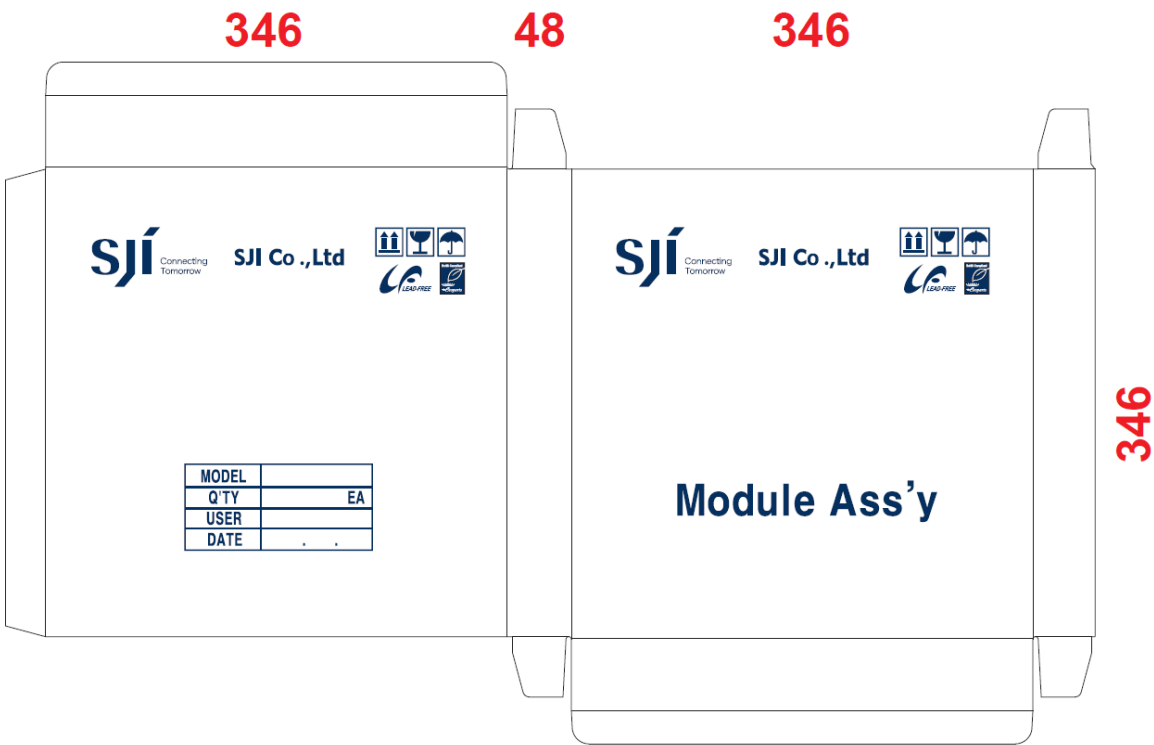 346 48 346
SJI Connecting Tomorrow
SJI Co .,Ltd
LEAD-FREE
MODEL
Q'TY EA
USER
DATE . .
SJI Connecting Tomorrow
SJI Co .,Ltd
LEAD-FREE
Module Ass'y
346